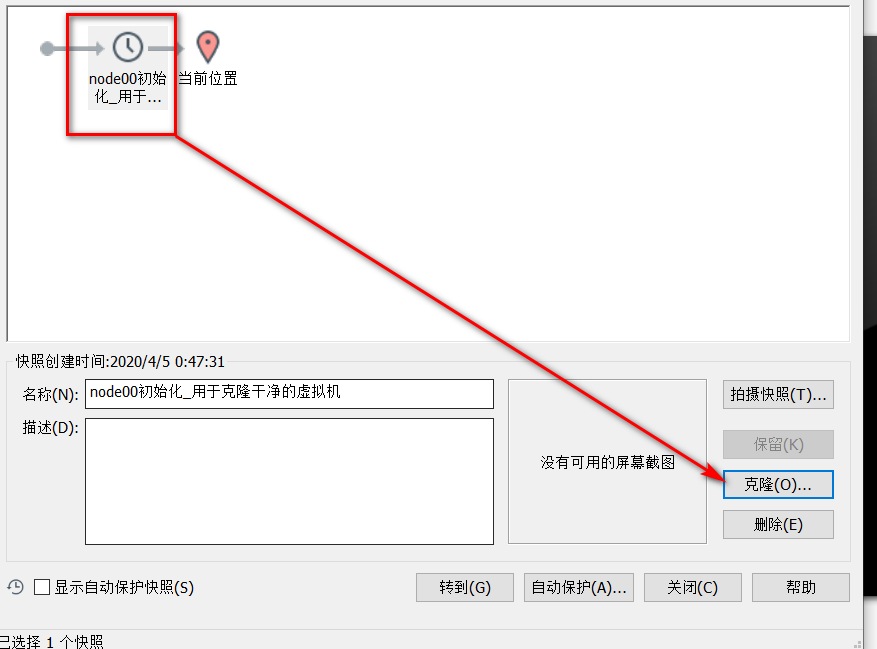 node00初始
化_用于...
当前位置
快照创建时间:2020/4/5 0:47:31
名称(N):
node00初始化_用于克隆干净的虚拟机
描述(D):
没有可用的屏幕截图
拍摄快照(T)...
保留(K)
克隆(O)...
删除(E)
显示自动保护快照(S)
转到(G)
自动保护(A)...
关闭(C)
帮助
已选择 1 个快照